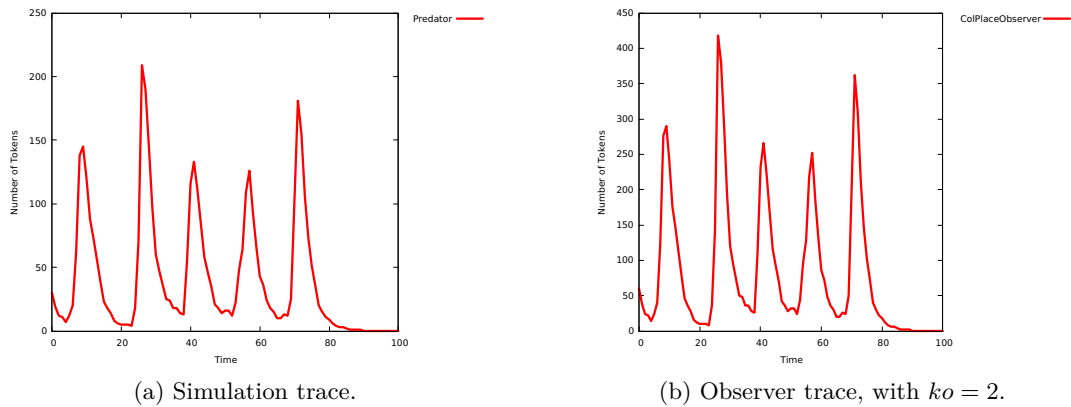 250
200
150
100
50
0
0 20 40 60 80 100
Number of Tokens
Time
Predator
(a) Simulation trace.
450
400
350
300
250
200
150
100
50
0
0 20 40 60 80 100
Number of Tokens
Time
ColPlaceObserver
(b) Observer trace, with ko = 2.